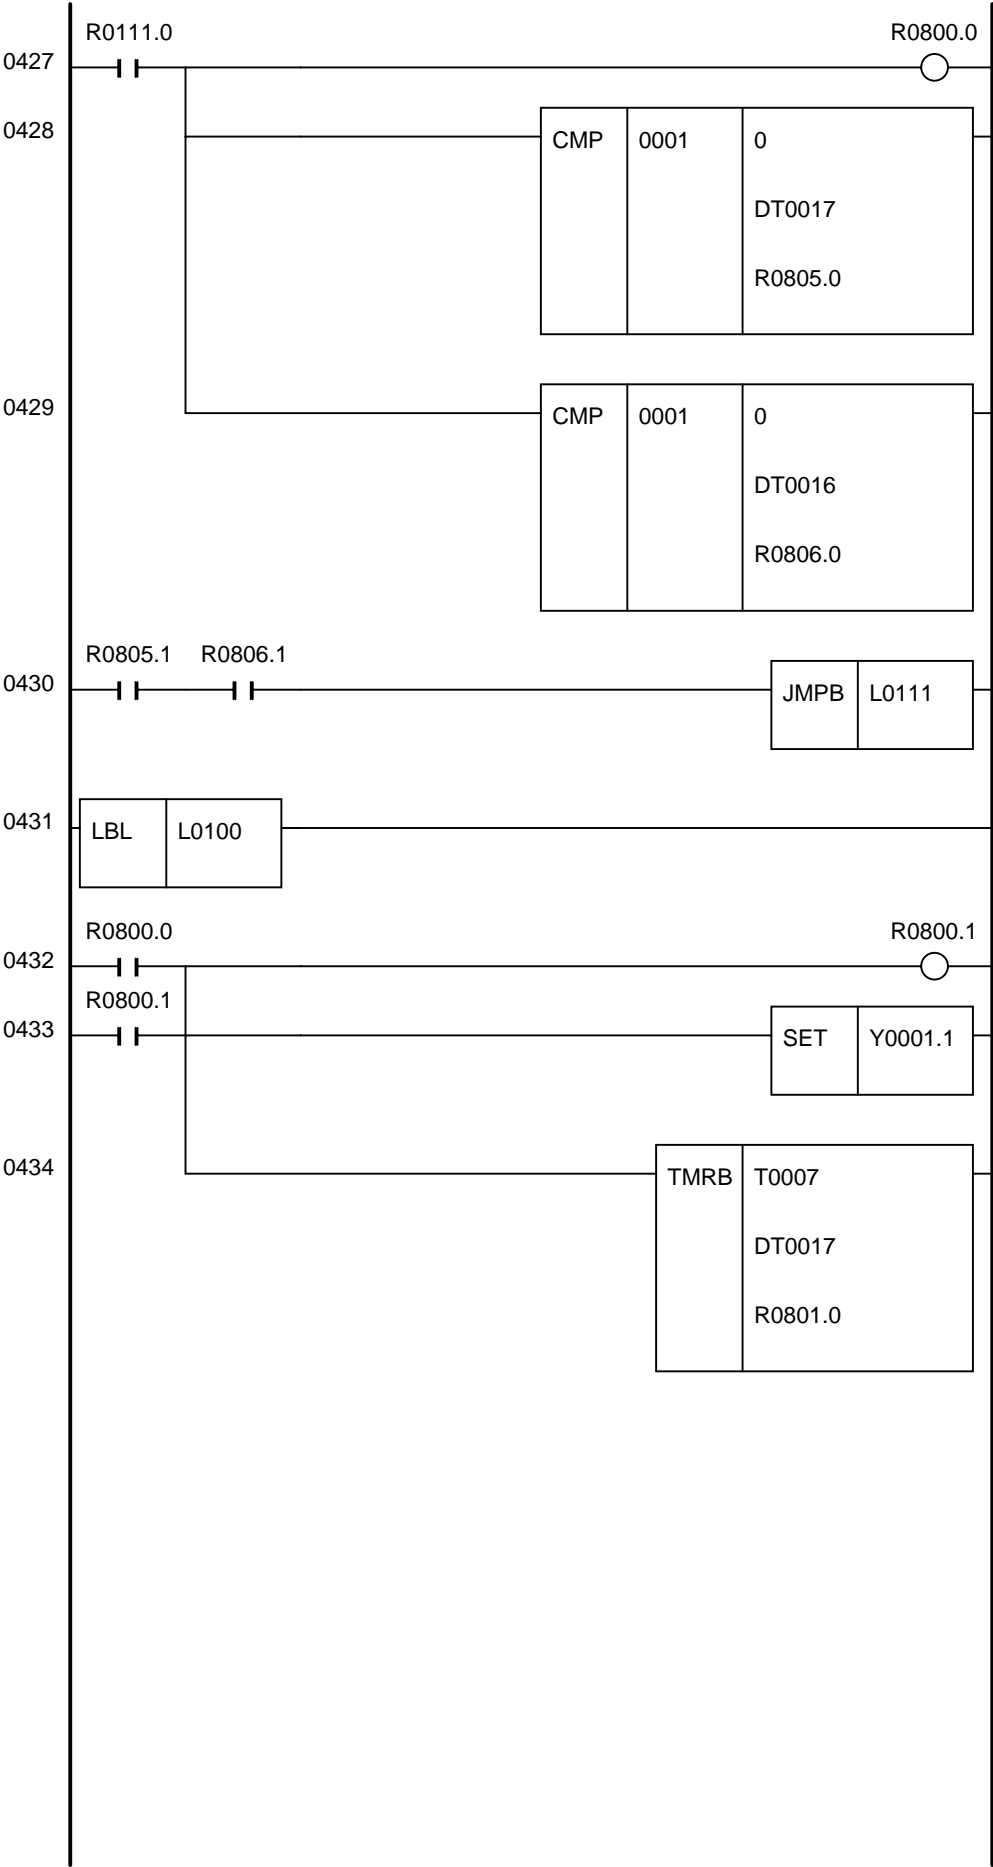 R0111.0 R0800.0
0427
0428 CMP 0001 0
DT0017
R0805.0
0429 CMP 0001 0
DT0016
R0806.0
R0805.1 R0806.1
0430 JMPB L0111
0431 LBL L0100
R0800.0 R0800.1
0432
R0800.1
0433 SET Y0001.1
0434 TMRB T0007
DT0017
R0801.0